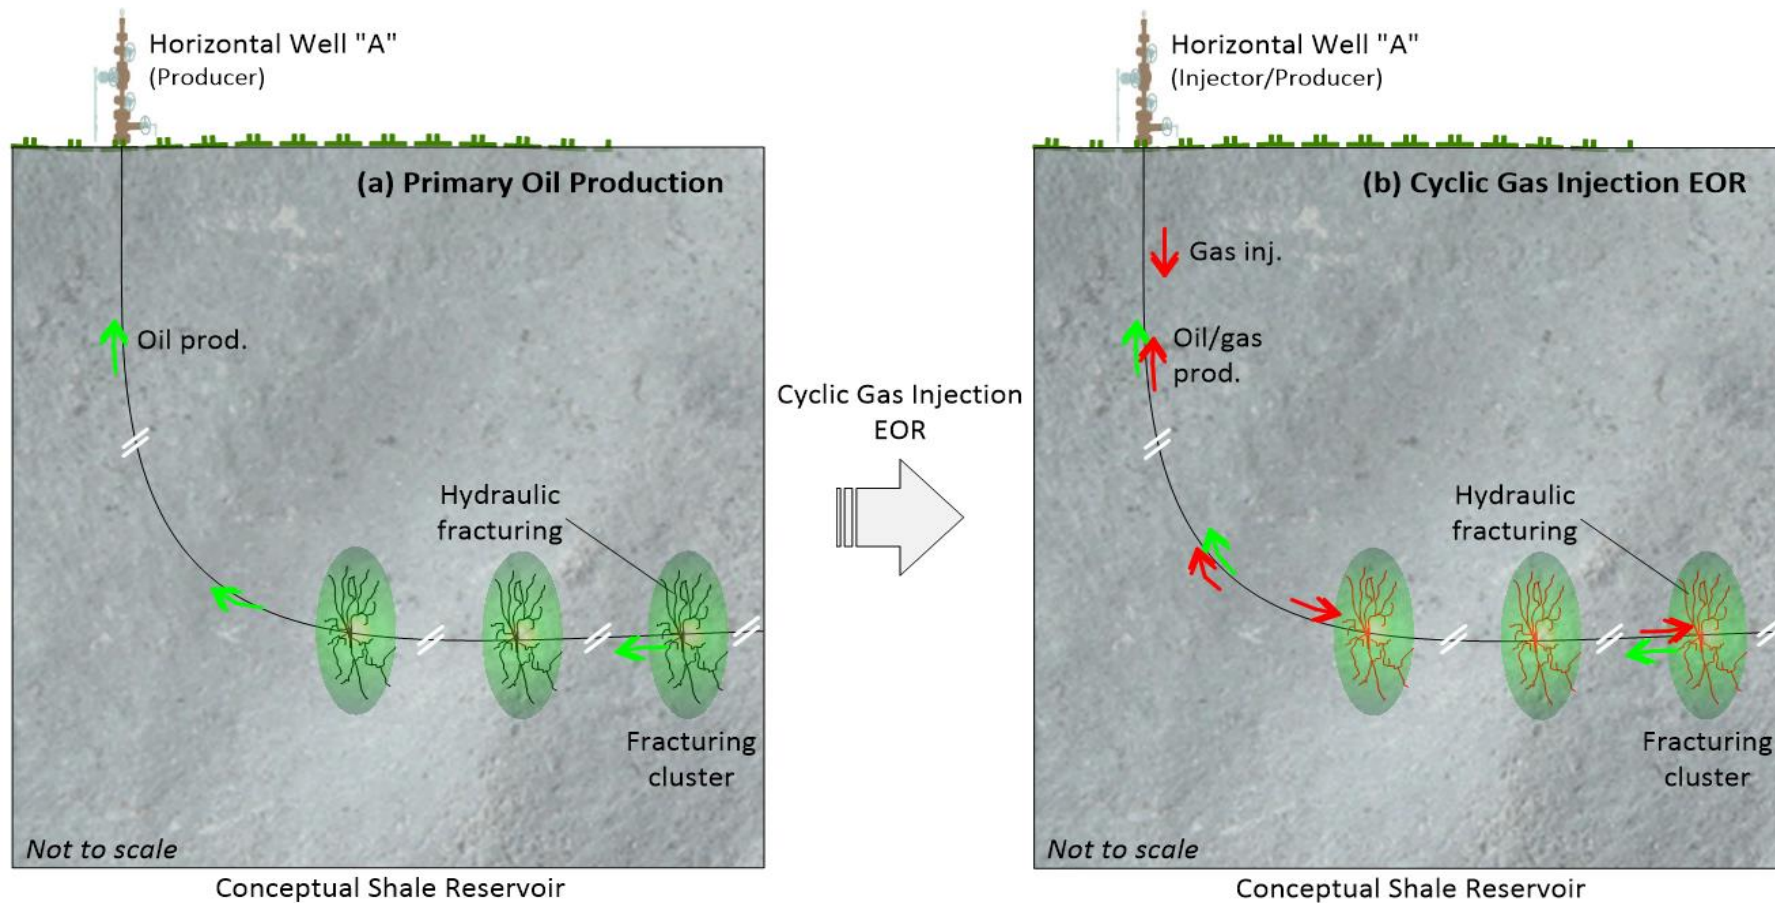 Horizontal Well "A"
(Producer)
(a) Primary Oil Production
Oil prod.
Hydraulic
fracturing
Fracturing
cluster
Not to scale
Conceptual Shale Reservoir
Cyclic Gas Injection
EOR
Horizontal Well "A"
(Injector/Producer)
(b) Cyclic Gas Injection EOR
Gas inj.
Oil/gas
prod.
Hydraulic
fracturing
Fracturing
cluster
Not to scale
Conceptual Shale Reservoir